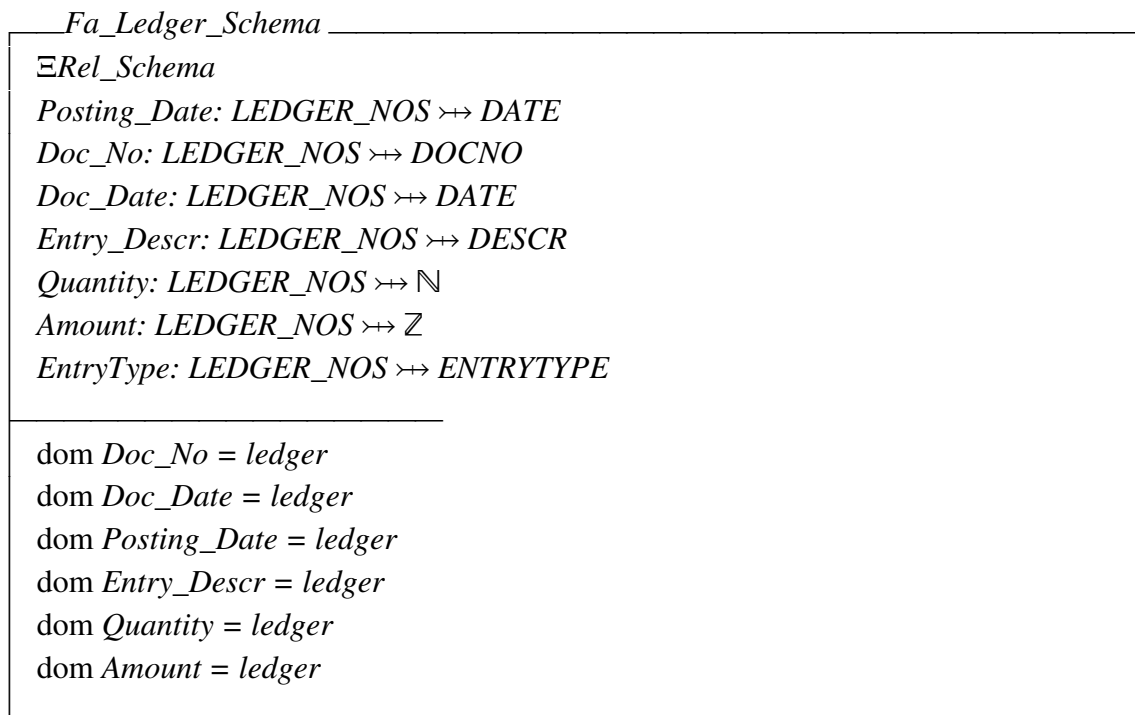 Fa_Ledger_Schema
ΞRel_Schema
Posting_Date: LEDGER_NOS ⤔ DATE
Doc_No: LEDGER_NOS ⤔ DOCNO
Doc_Date: LEDGER_NOS ⤔ DATE
Entry_Descr: LEDGER_NOS ⤔ DESCR
Quantity: LEDGER_NOS ⤔ ℕ
Amount: LEDGER_NOS ⤔ ℤ
EntryType: LEDGER_NOS ⤔ ENTRYTYPE
dom Doc_No = ledger
dom Doc_Date = ledger
dom Posting_Date = ledger
dom Entry_Descr = ledger
dom Quantity = ledger
dom Amount = ledger